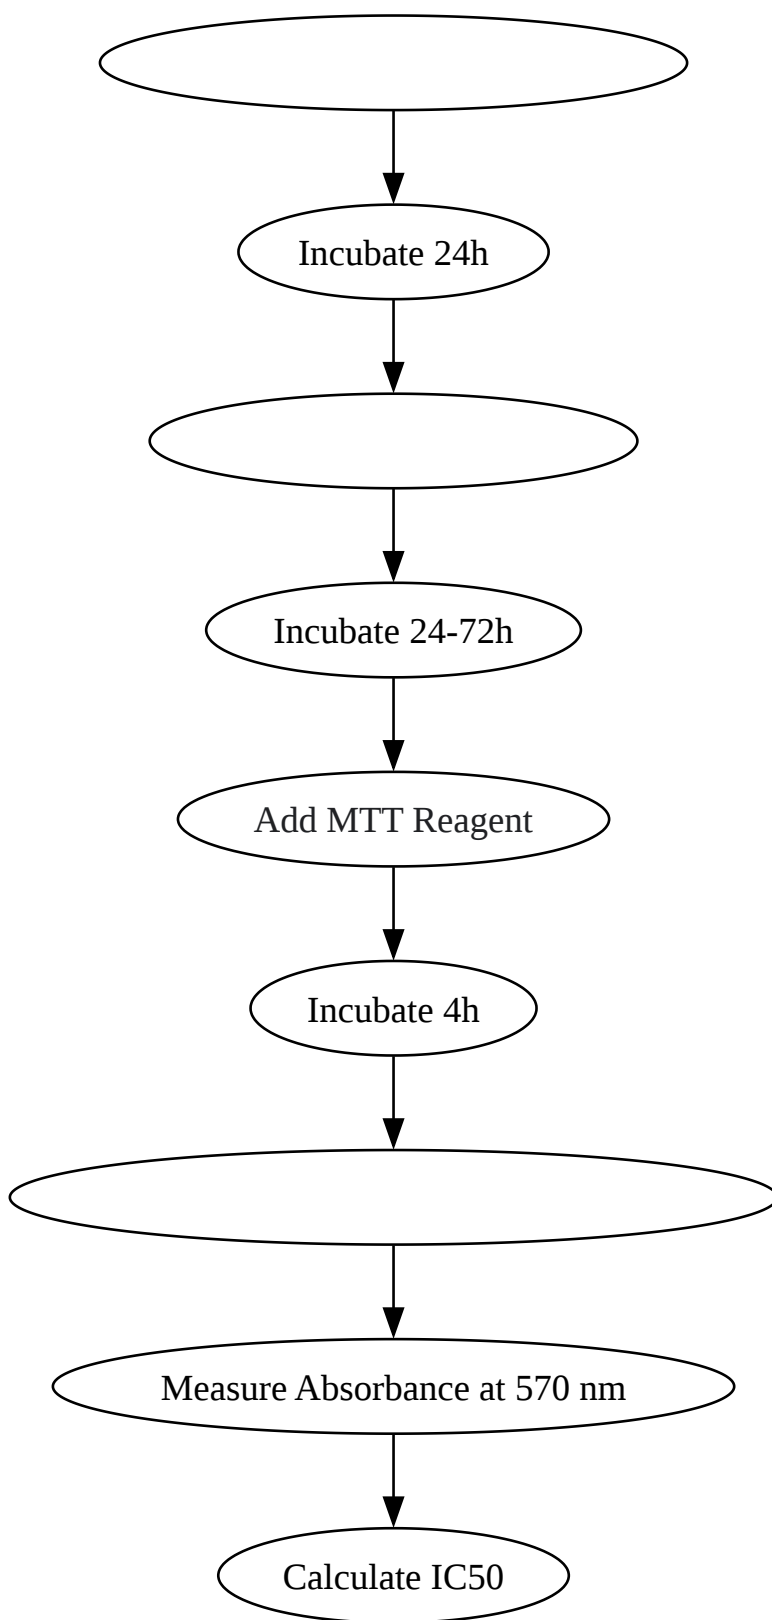 Incubate 24h
Incubate 24-72h
Add MTT Reagent
Incubate 4h
Measure Absorbance at 570 nm
Calculate IC50